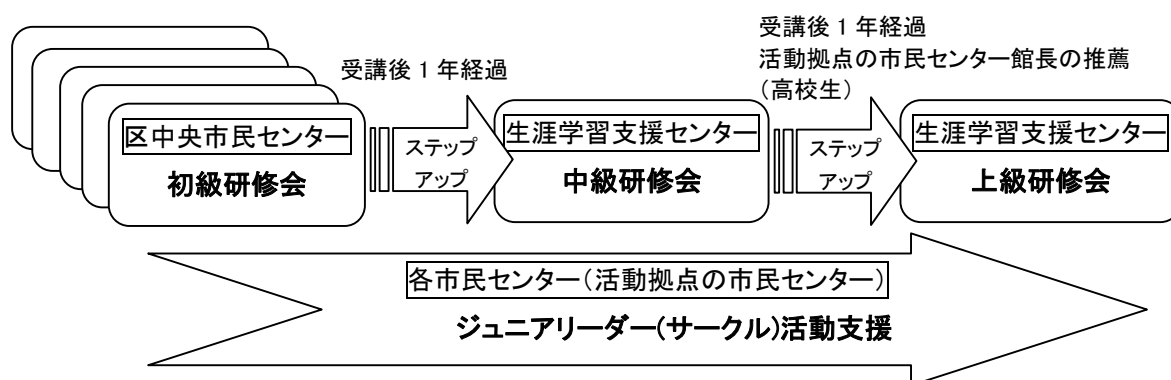 受講後1年経過
活動拠点の市民センター館長の推薦
(高校生)
受講後1年経過
区中央市民センター
初級研修会
ステップ
アップ
生涯学習支援センター
中級研修会
ステップ
アップ
生涯学習支援センター
上級研修会
各市民センター(活動拠点の市民センター)
ジュニアリーダー(サークル)活動支援